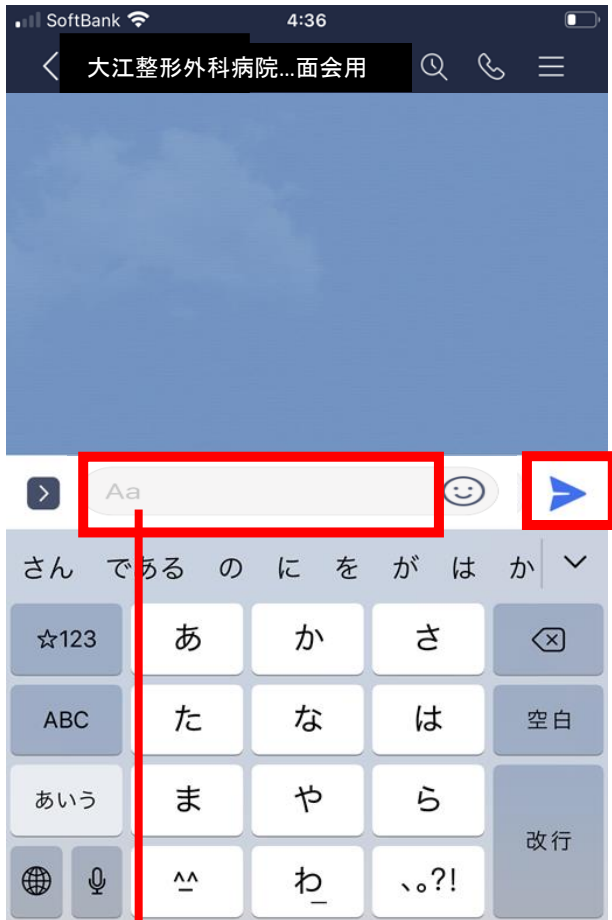 SoftBank 4:36
大江整形外科病院...面会用
Aa
さん である の に を が は か
☆123 あ か さ
ABC た な は 空白
あいう ま や ら
改行
^^ わ 、。?!